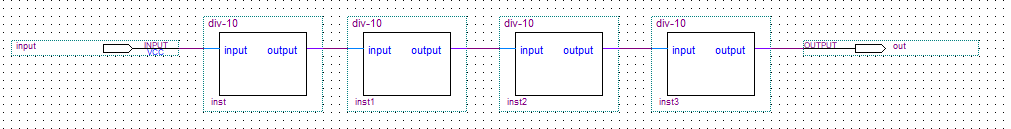 div-10 div-10 div-10 div-10
input INPUT VCC input output input output input output input output OUTPUT out
inst inst1 inst2 inst3